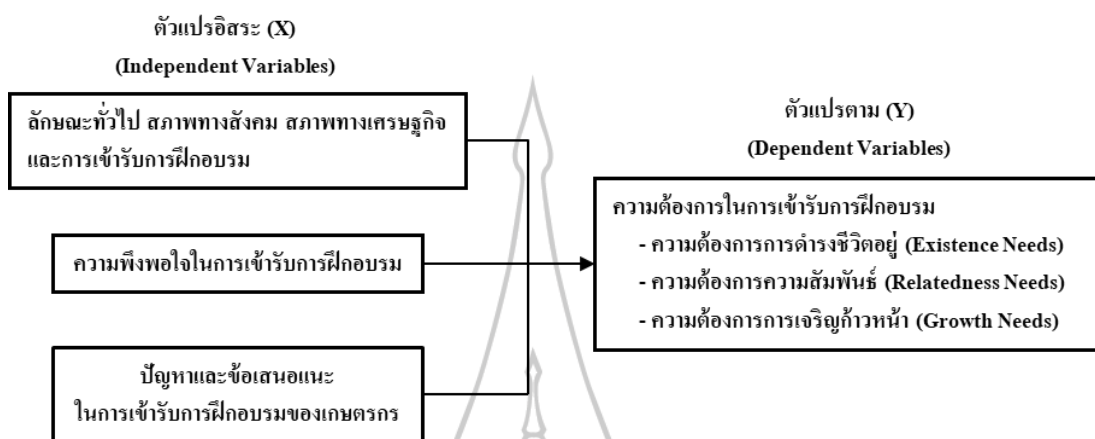 ตัวแปรอิสระ (X)
(Independent Variables)
ลักษณะทั่วไป สภาพทางสังคม สภาพทางเศรษฐกิจ
และการเข้ารับการฝึกอบรม
ความพึงพอใจในการเข้ารับการฝึกอบรม
ปัญหาและข้อเสนอแนะ
ในการเข้ารับการฝึกอบรมของเกษตรกร
ตัวแปรตาม (Y)
(Dependent Variables)
ความต้องการในการเข้ารับการฝึกอบรม
- ความต้องการการดำรงชีวิตอยู่ (Existence Needs)
- ความต้องการความสัมพันธ์ (Relatedness Needs)
- ความต้องการการเจริญก้าวหน้า (Growth Needs)